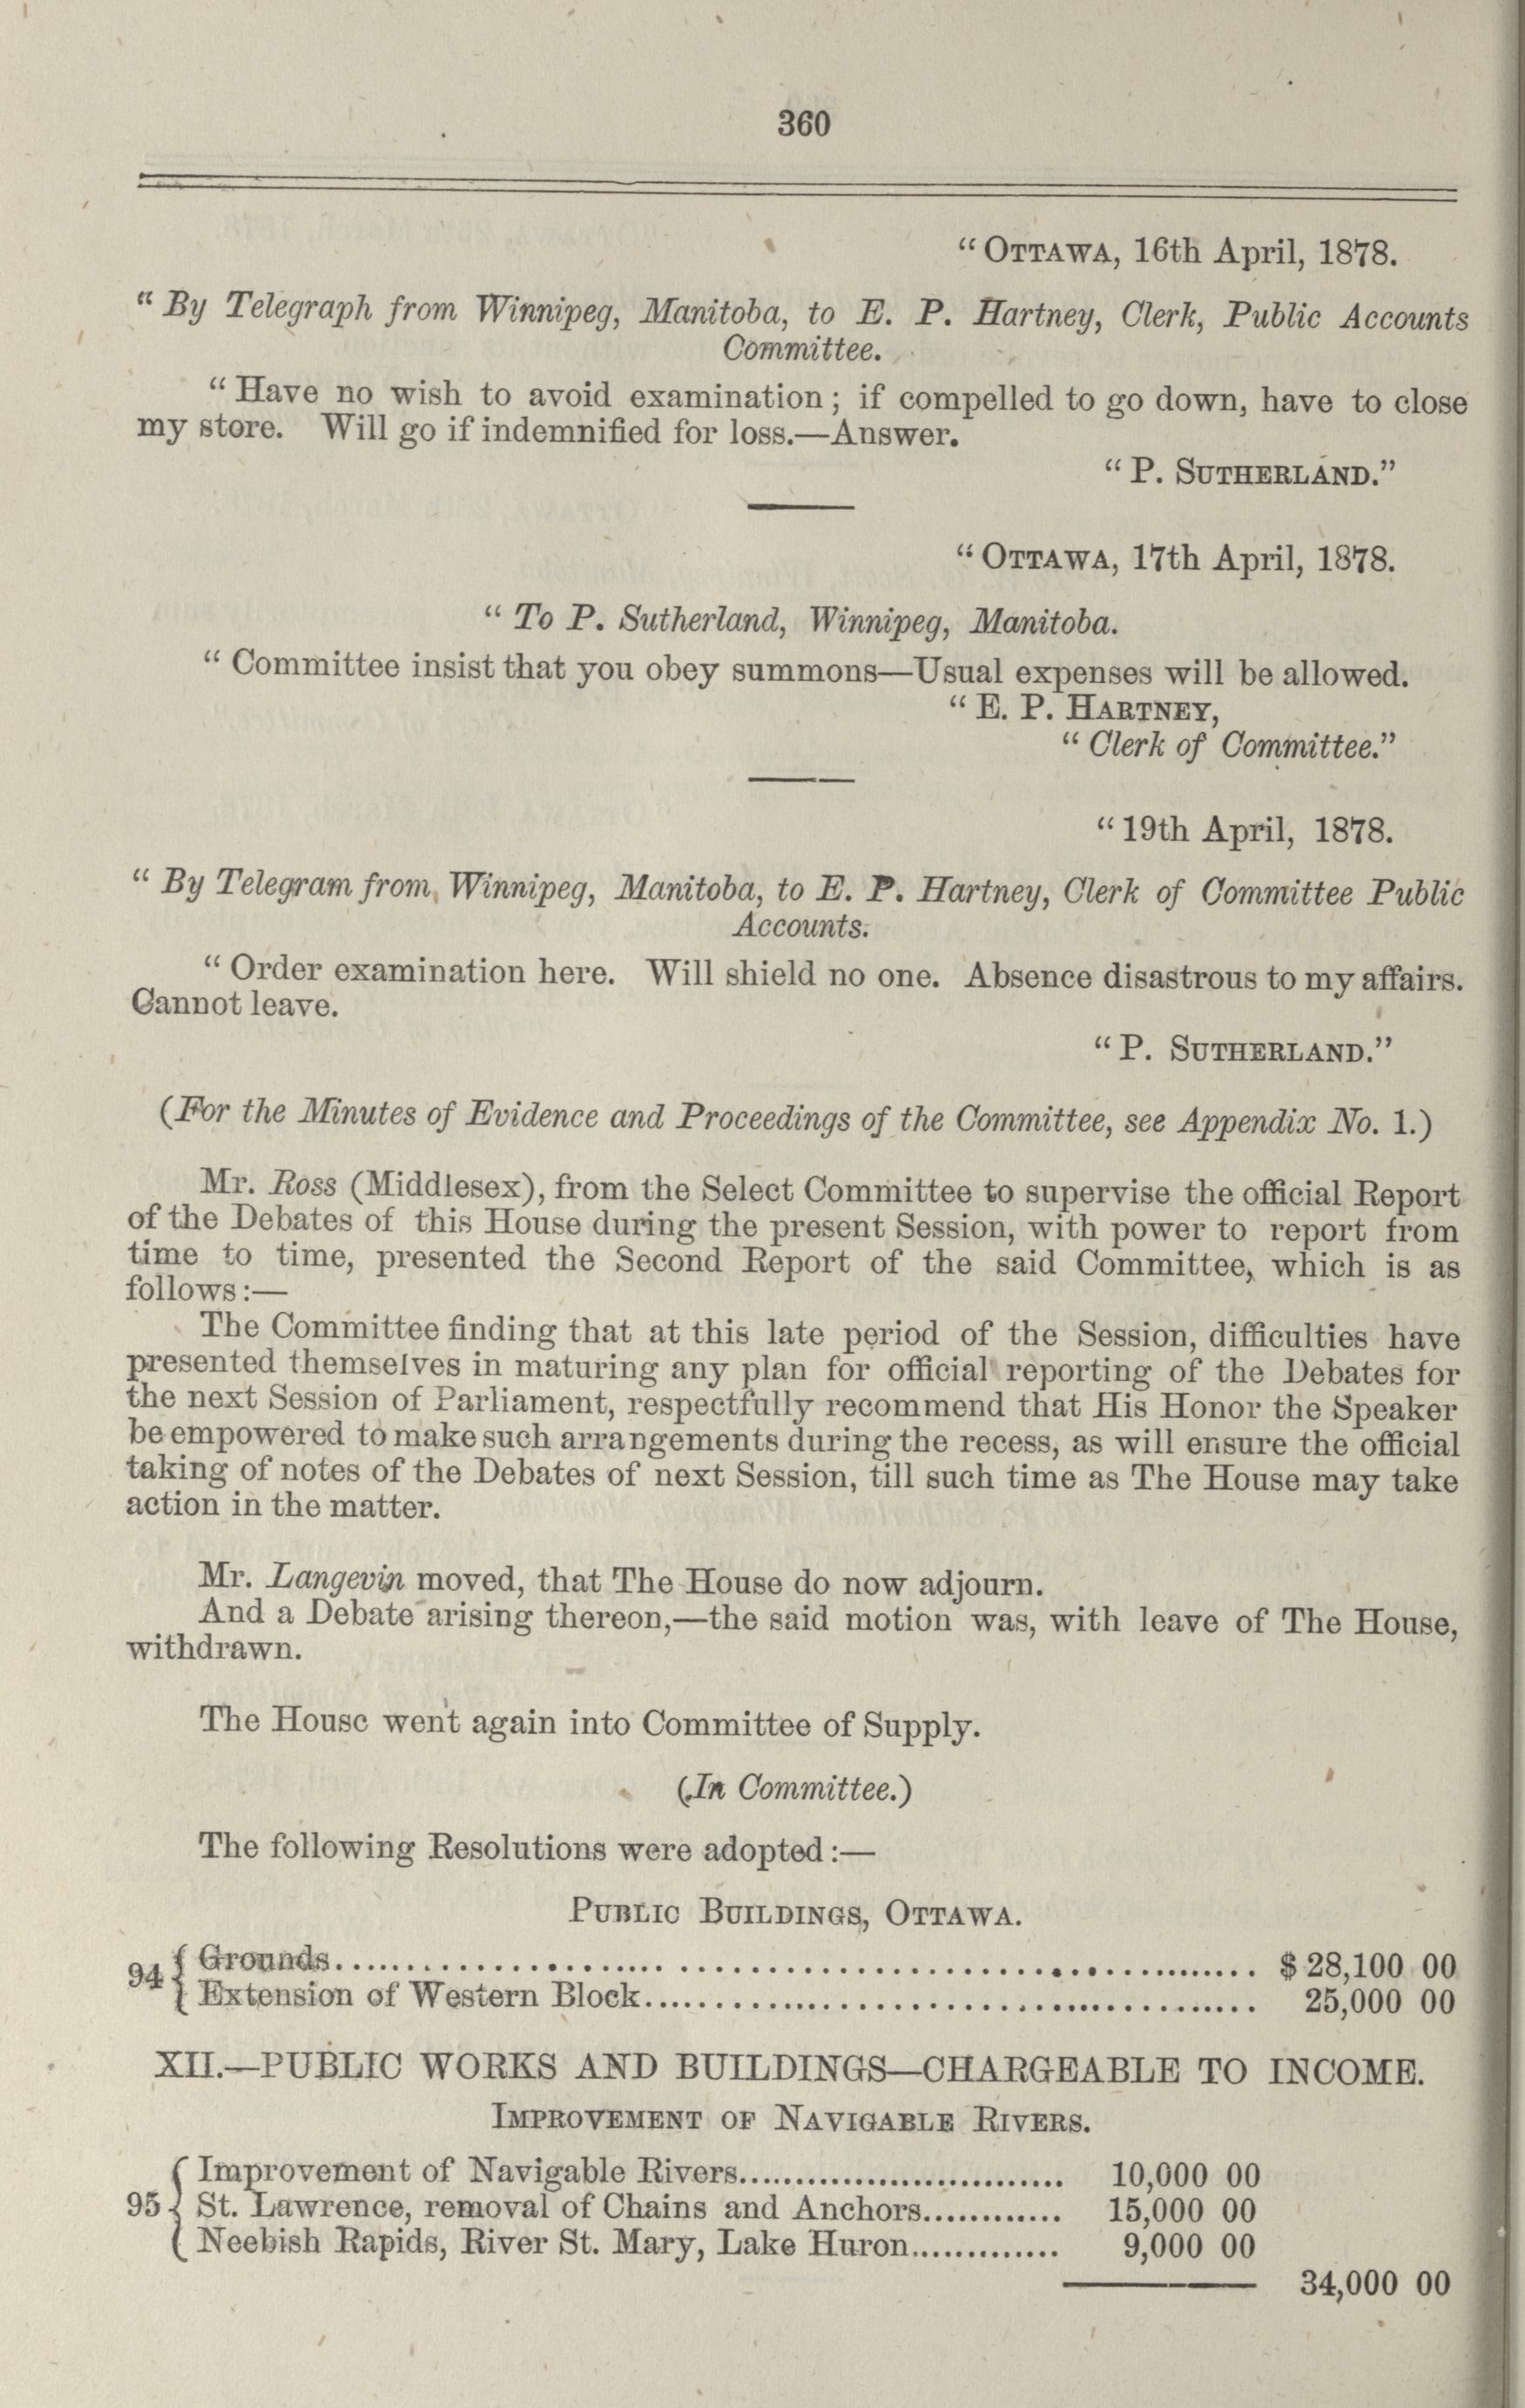 360
“ OTTAWA, 16th April, 1878.
“ By Telegraph from Winnipeg, Manitoba, to E. P. Hartney, Clerk, Public Accounts
Committee.
“ Have no wish to avoid examination ; if compelled to go down, have to close
my store. Will go if indemnified for loss.—Answer.
“ P. SUTHERLAND.”
“ OTTAWA, 17th April, 1878.
“ To P. Sutherland, Winnipeg, Manitoba.
“ Committee insist that you obey summons—Usual expenses will be allowed.
“ E. P. HARTNEY,
“ Clerk of Committee.”
“ 19th April, 1878.
“ By Telegram from Winnipeg, Manitoba, to E. P. Hartney, Clerk of Committee Public
Accounts.
“ Order examination here. Will shield no one. Absence disastrous to my affairs.
Cannot leave.
“ P. SUTHERLAND.”
(For the Minutes of Evidence and Proceedings of the Committee, see Appendix No. 1.)
Mr. Ross (Middlesex), from the Select Committee to supervise the official Report
of the Debates of this House during the present Session, with power to report from
time to time, presented the Second Report of the said Committee, which is as
follows :—
The Committee finding that at this late period of the Session, difficulties have
presented themselves in maturing any plan for official reporting of the Debates for
the next Session of Parliament, respectfully recommend that His Honor the Speaker
be empowered to make such arrangements during the recess, as will ensure the official
taking of notes of the Debates of next Session, till such time as The House may take
action in the matter.
Mr. Langevin moved, that The House do now adjourn.
And a Debate arising thereon,—the said motion was, with leave of The House,
withdrawn.
The House went again into Committee of Supply.
(In Committee.)
The following Resolutions were adopted :—
PUBLIC BUILDINGS, OTTAWA.
94 { Grounds........................................ $ 28,100 00
Extension of Western Block........................................ 25,000 00
XII.—PUBLIC WORKS AND BUILDINGS—CHARGEABLE TO INCOME.
IMPROVEMENT OF NAVIGABLE RIVERS.
Improvement of Navigable Rivers.............................. 10,000 00
95 { St. Lawrence, removal of Chains and Anchors............ 15,000 00
Neebish Rapids, River St. Mary, Lake Huron............. 9,000 00
34,000 00